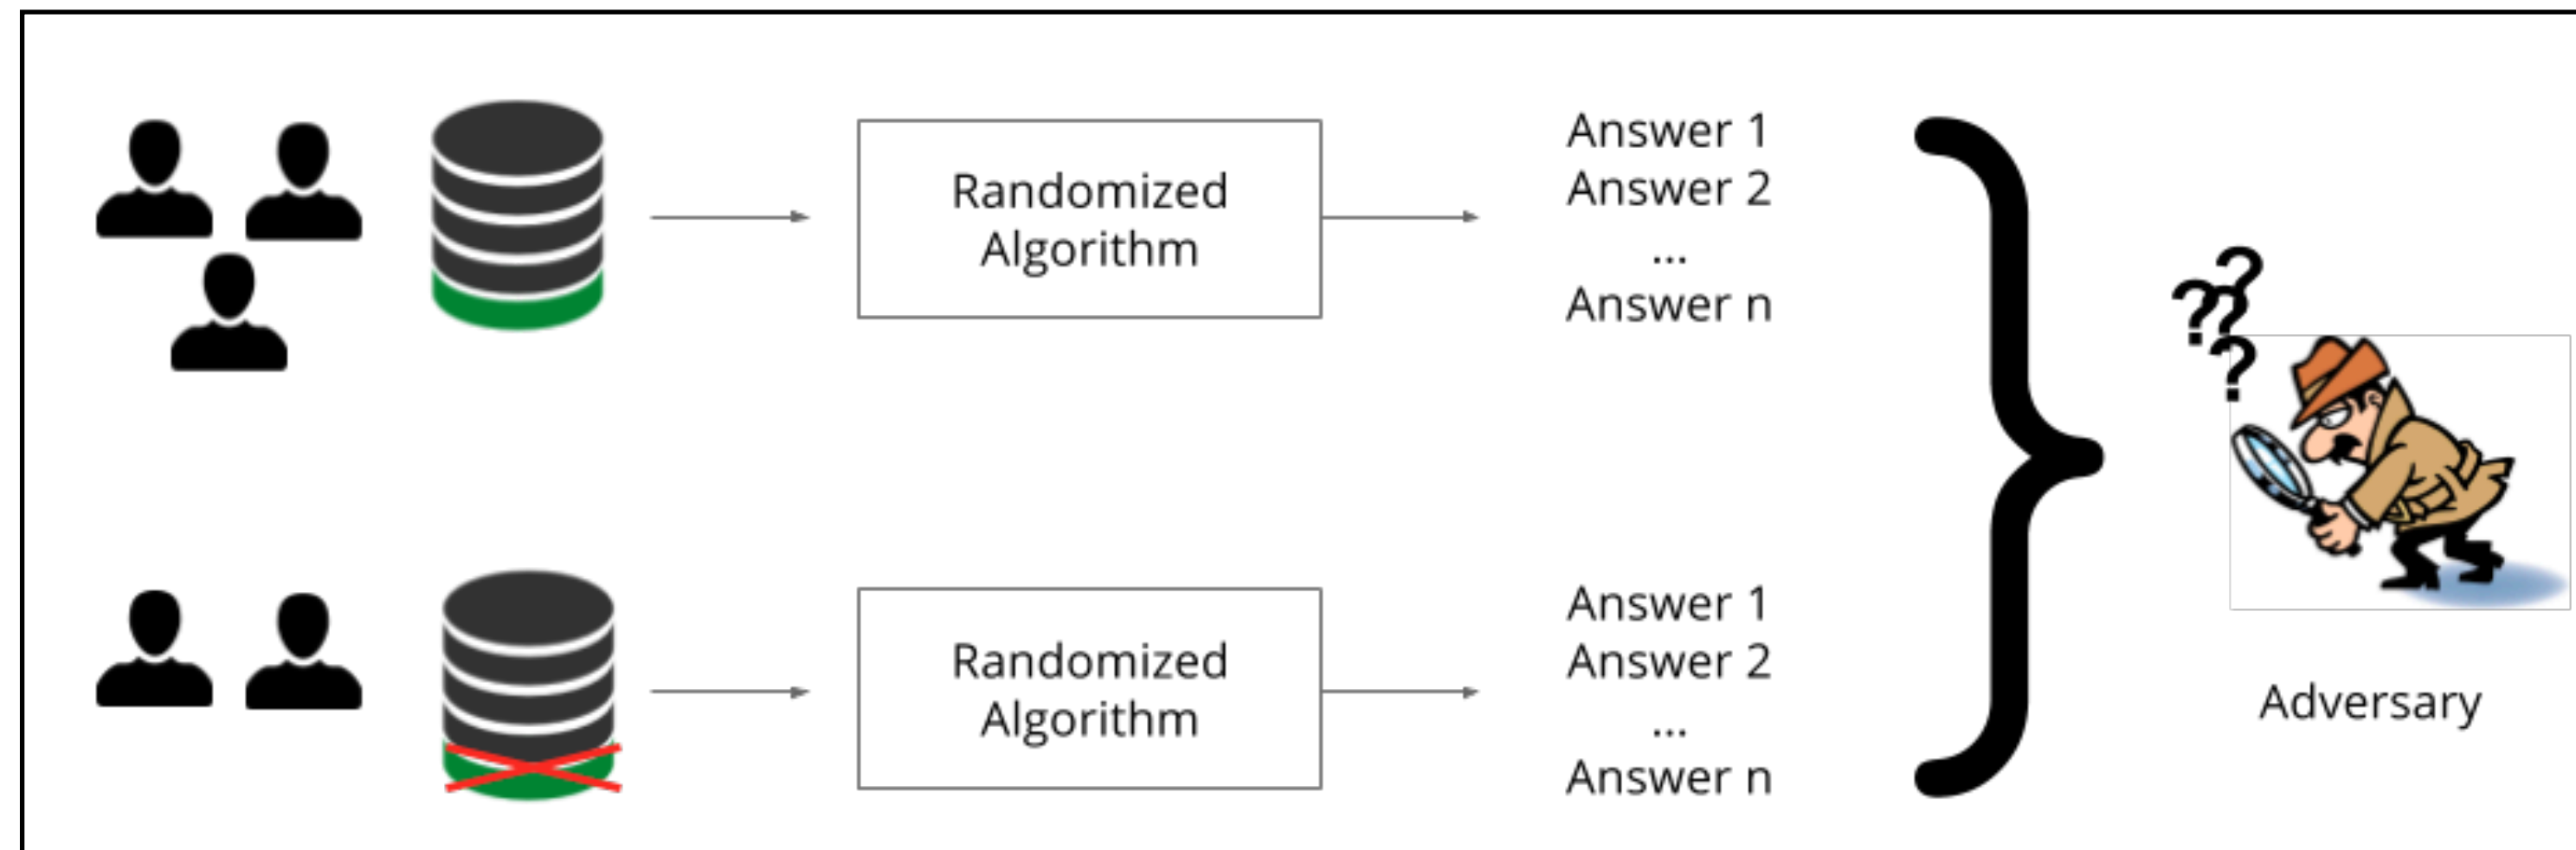 Randomized
Algorithm
Answer 1
Answer 2
...
Answer n
????
Randomized
Algorithm
Answer 1
Answer 2
...
Answer n
Adversary